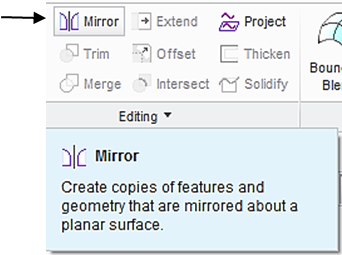 Mirror Extend Project
Trim Offset Thicken
Merge Intersect Solidify
Editing
Mirror
Create copies of features and
geometry that are mirrored about a
planar surface.